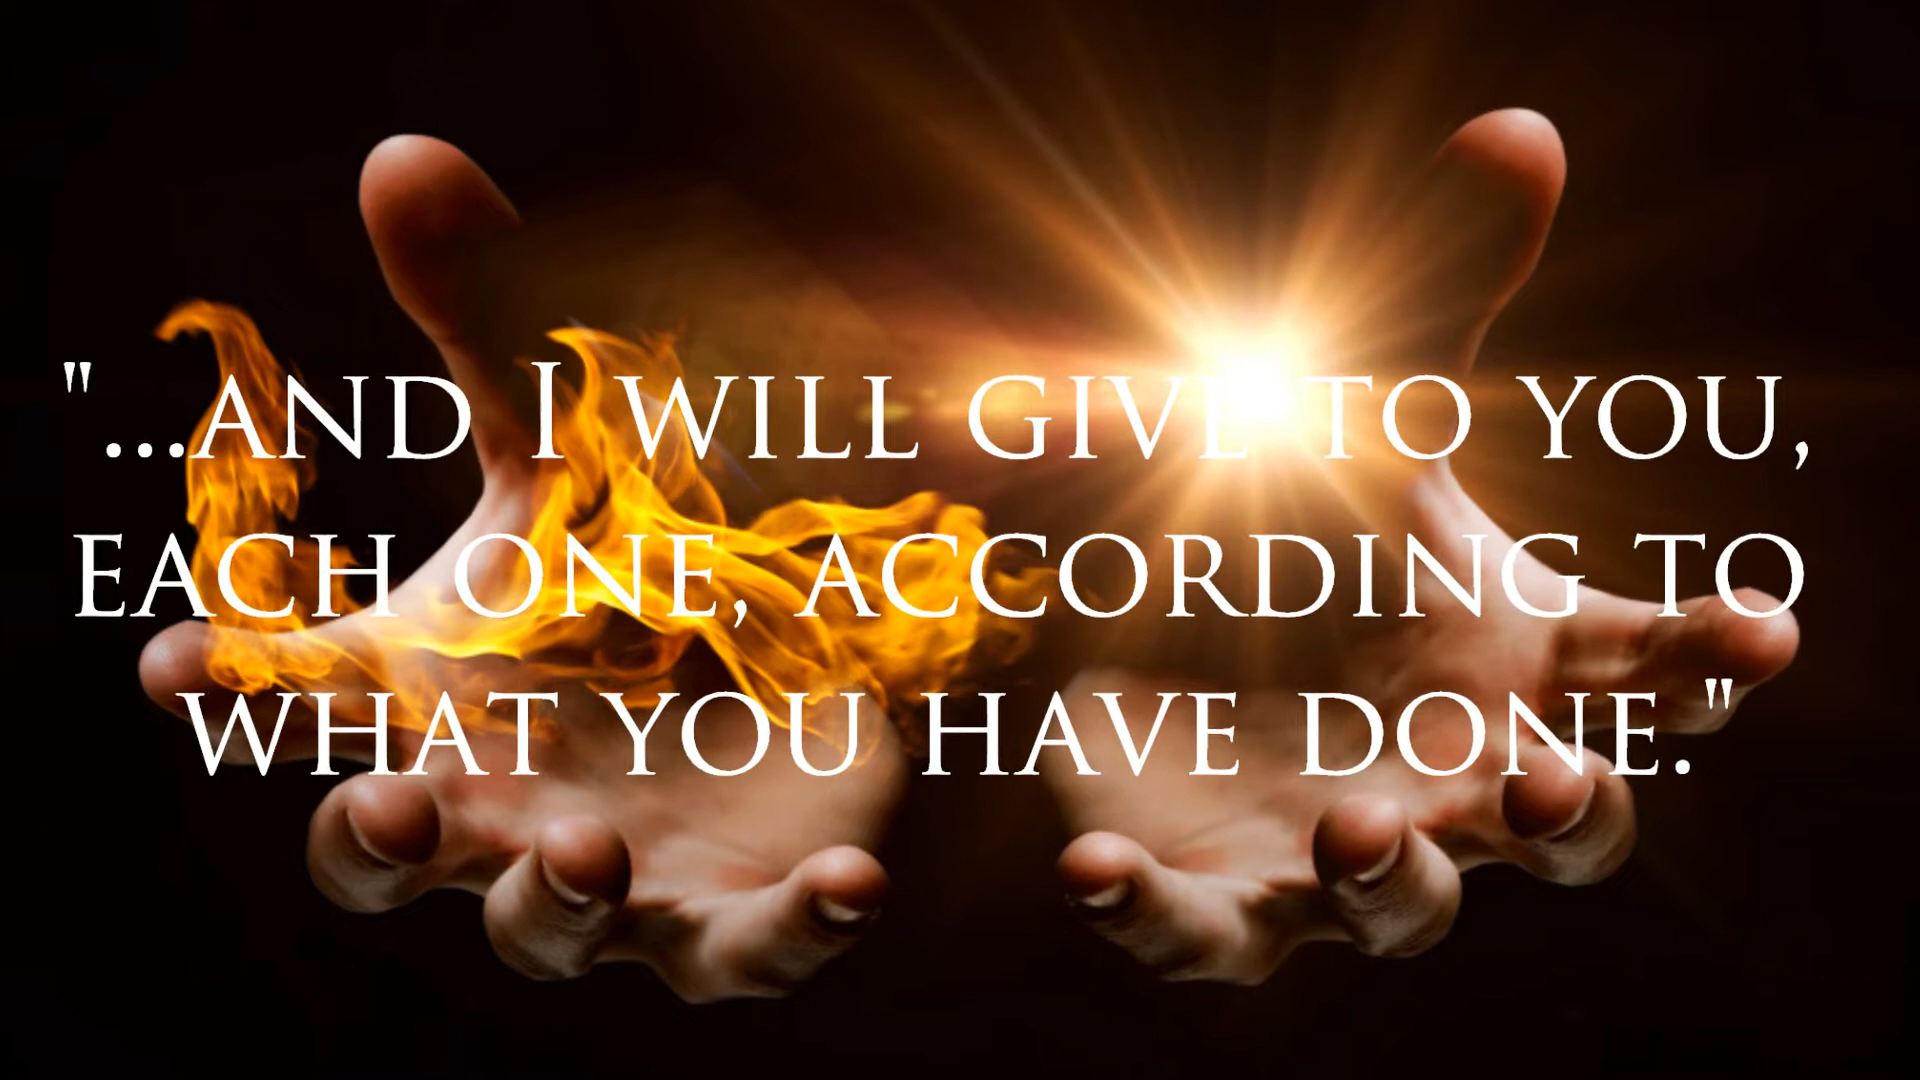 "...AND I WILL GIVE TO YOU,
EACH ONE, ACCORDING TO
WHAT YOU HAVE DONE."